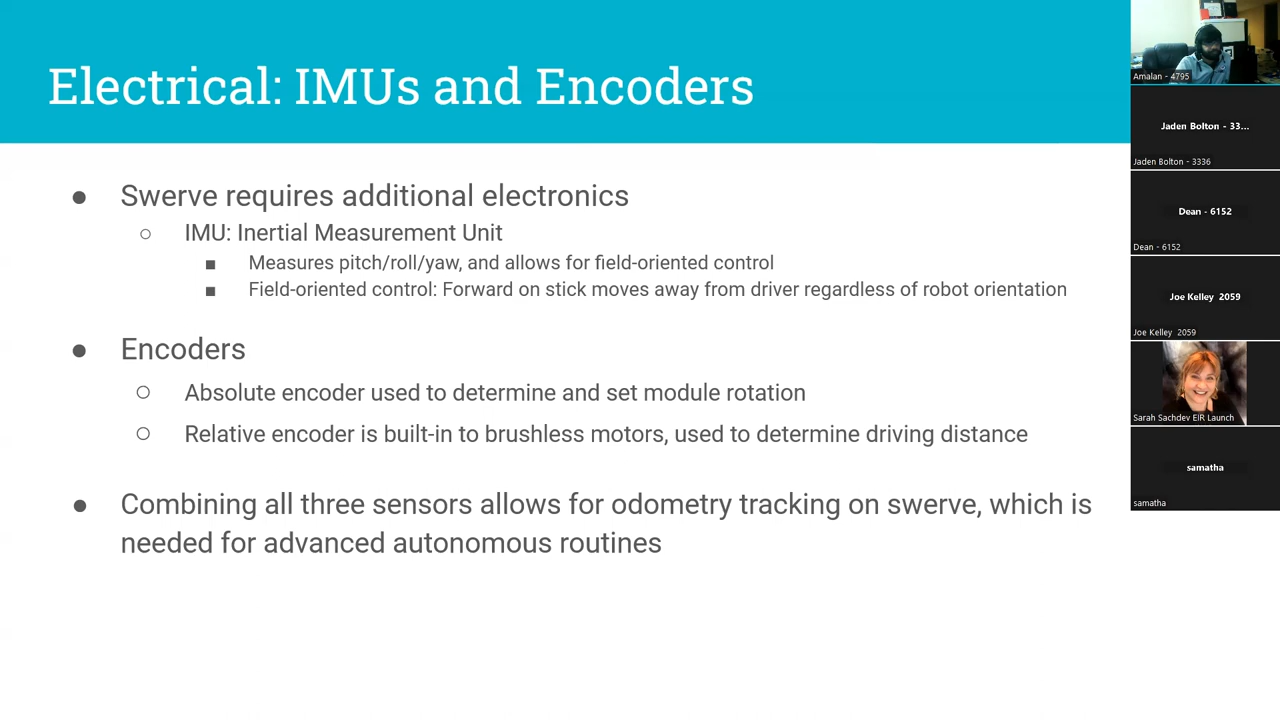 Electrical: IMUs and Encoders
● Swerve requires additional electronics
○ IMU: Inertial Measurement Unit
■ Measures pitch/roll/yaw, and allows for field-oriented control
■ Field-oriented control: Forward on stick moves away from driver regardless of robot orientation
● Encoders
○ Absolute encoder used to determine and set module rotation
○ Relative encoder is built-in to brushless motors, used to determine driving distance
● Combining all three sensors allows for odometry tracking on swerve, which is
needed for advanced autonomous routines
Amalan - 4795
Jaden Bolton - 33...
Jaden Bolton - 3336
Dean - 6152
Dean - 6152
Joe Kelley 2059
Joe Kelley 2059
Sarah Sachdev EIR Launch
samatha
samatha